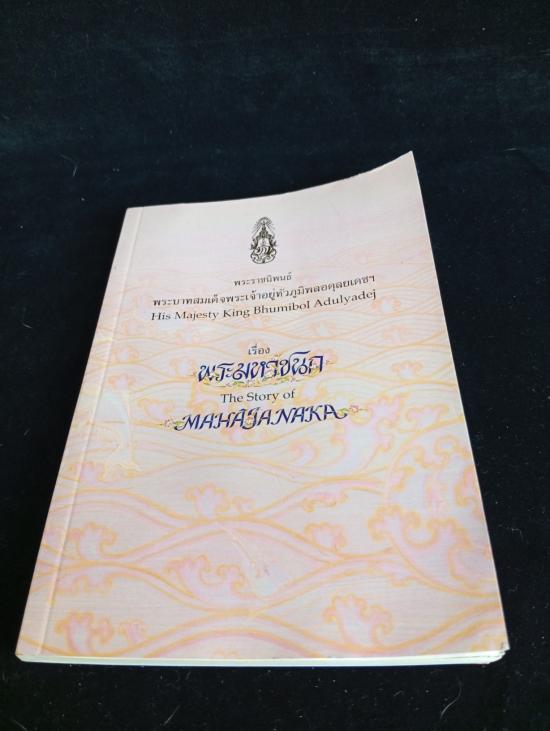 พระราชนิพนธ์
พระบาทสมเด็จพระเจ้าอยู่หัวภูมิพลอดุลยเดชฯ
His Majesty King Bhumibol Adulyadej
เรื่อง
พระมหาชนก
The Story of
MAHAJANAKA